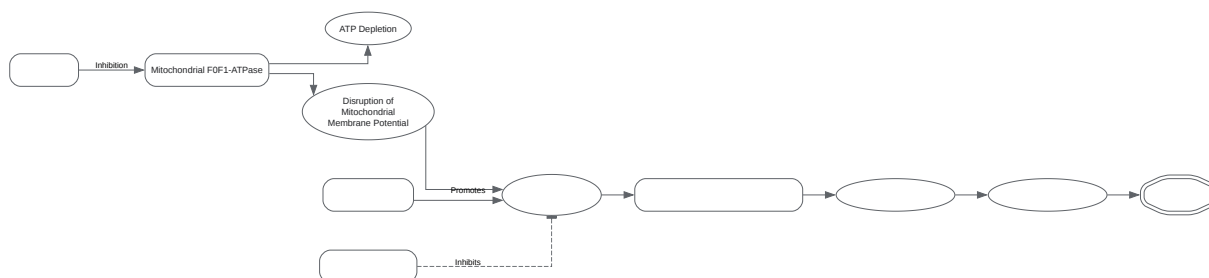 ATP Depletion
Inhibition
Mitochondrial F0F1-ATPase
Disruption of
Mitochondrial
Membrane Potential
Promotes
Inhibits